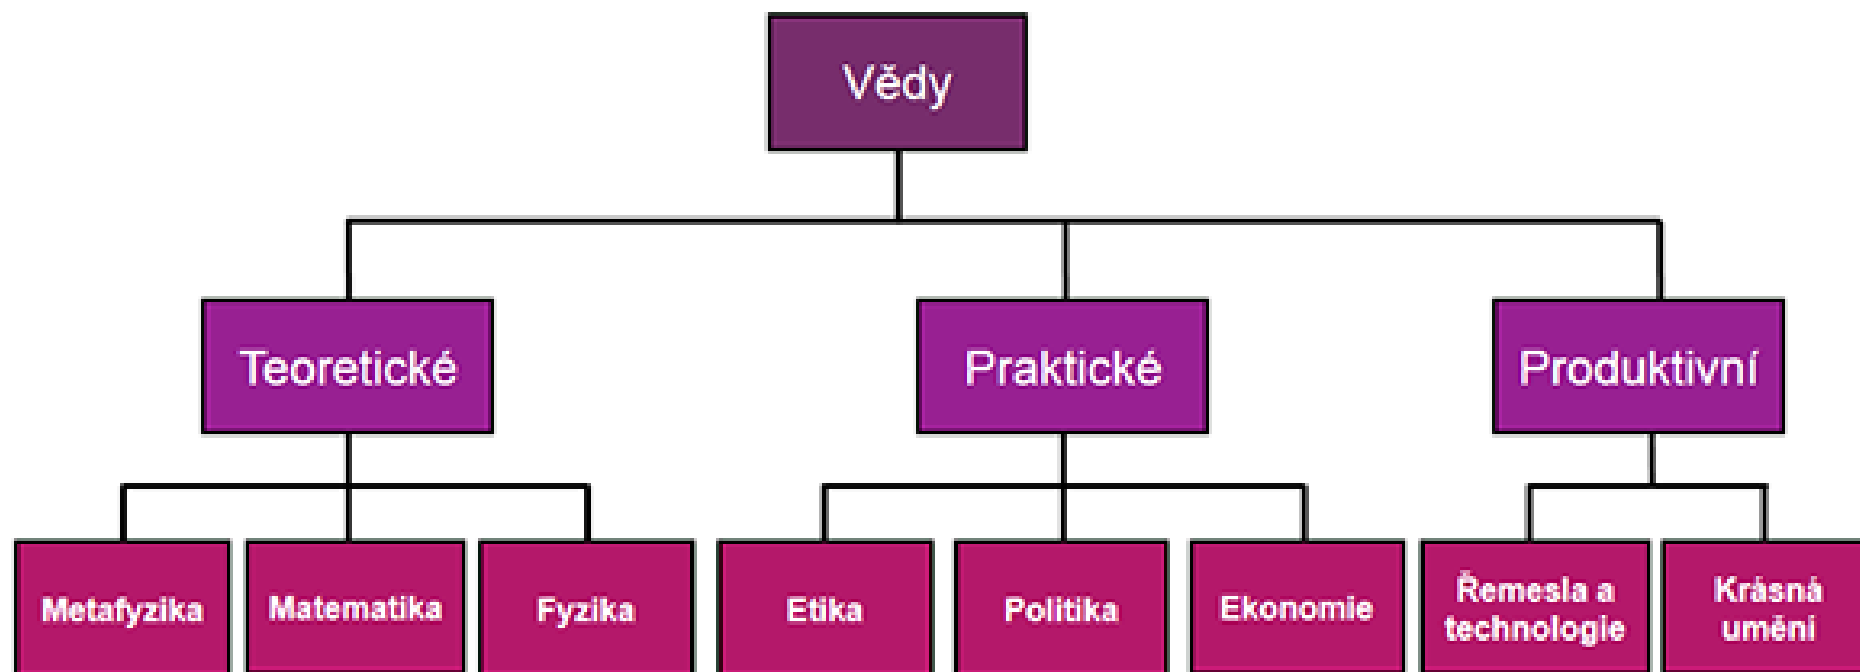 Vědy
Teoretické
Praktické
Produktivní
Metafyzika
Matematika
Fyzika
Etika
Politika
Ekonomie
Řemesla a
technologie
Krásná
umění